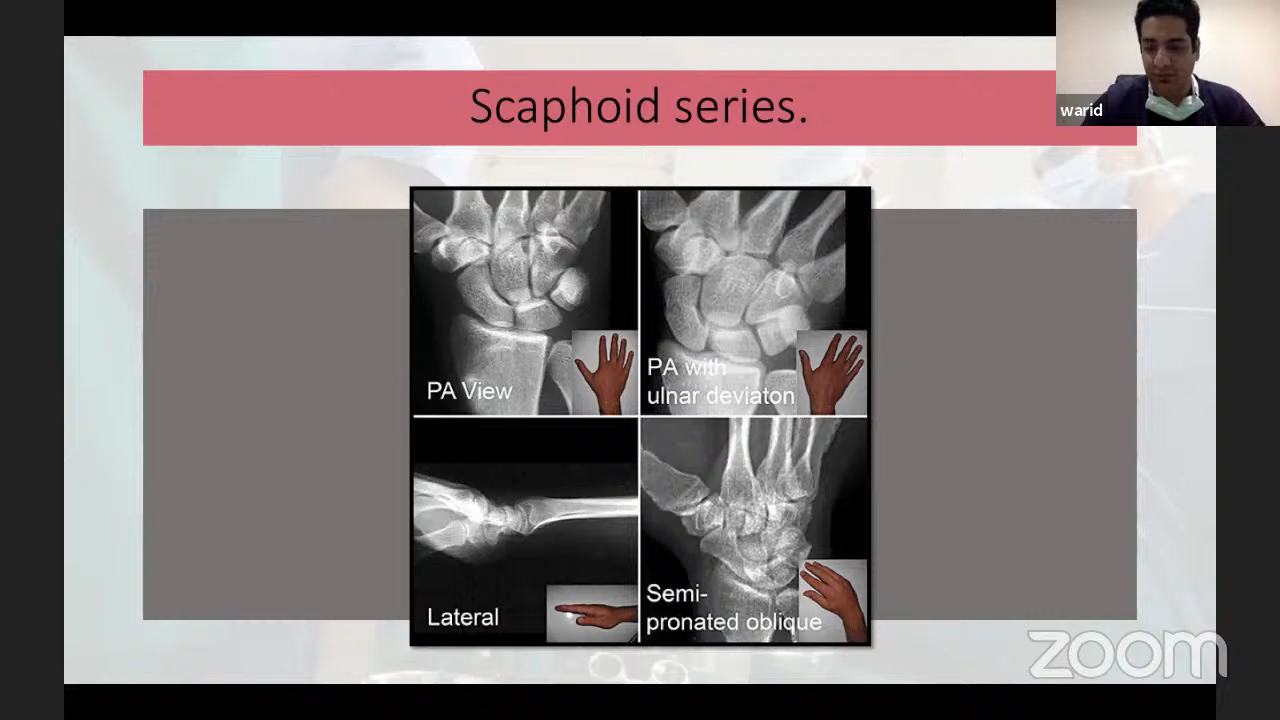 Scaphoid series.
warid
PA View
PA with
ulnar deviaton
Lateral
Semi-
pronated oblique
zoom